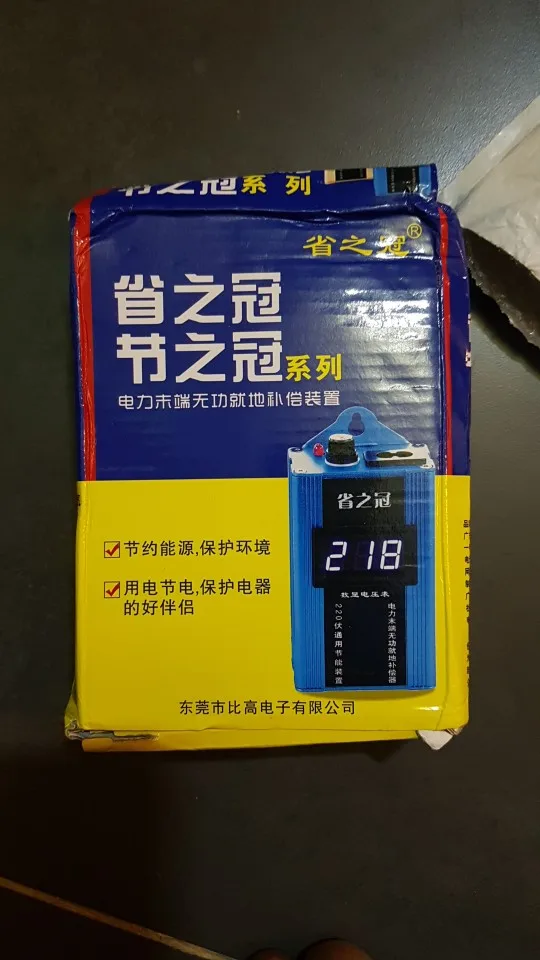 节之冠系列
省之冠®
省之冠
节之冠系列
电力末端无功就地补偿装置
省之冠
218
数显电压表
220伏通用节能装置
电力末端无功就地补偿器
节约能源,保护环境
用电节电,保护电器
的好伴侣
东莞市比高电子有限公司